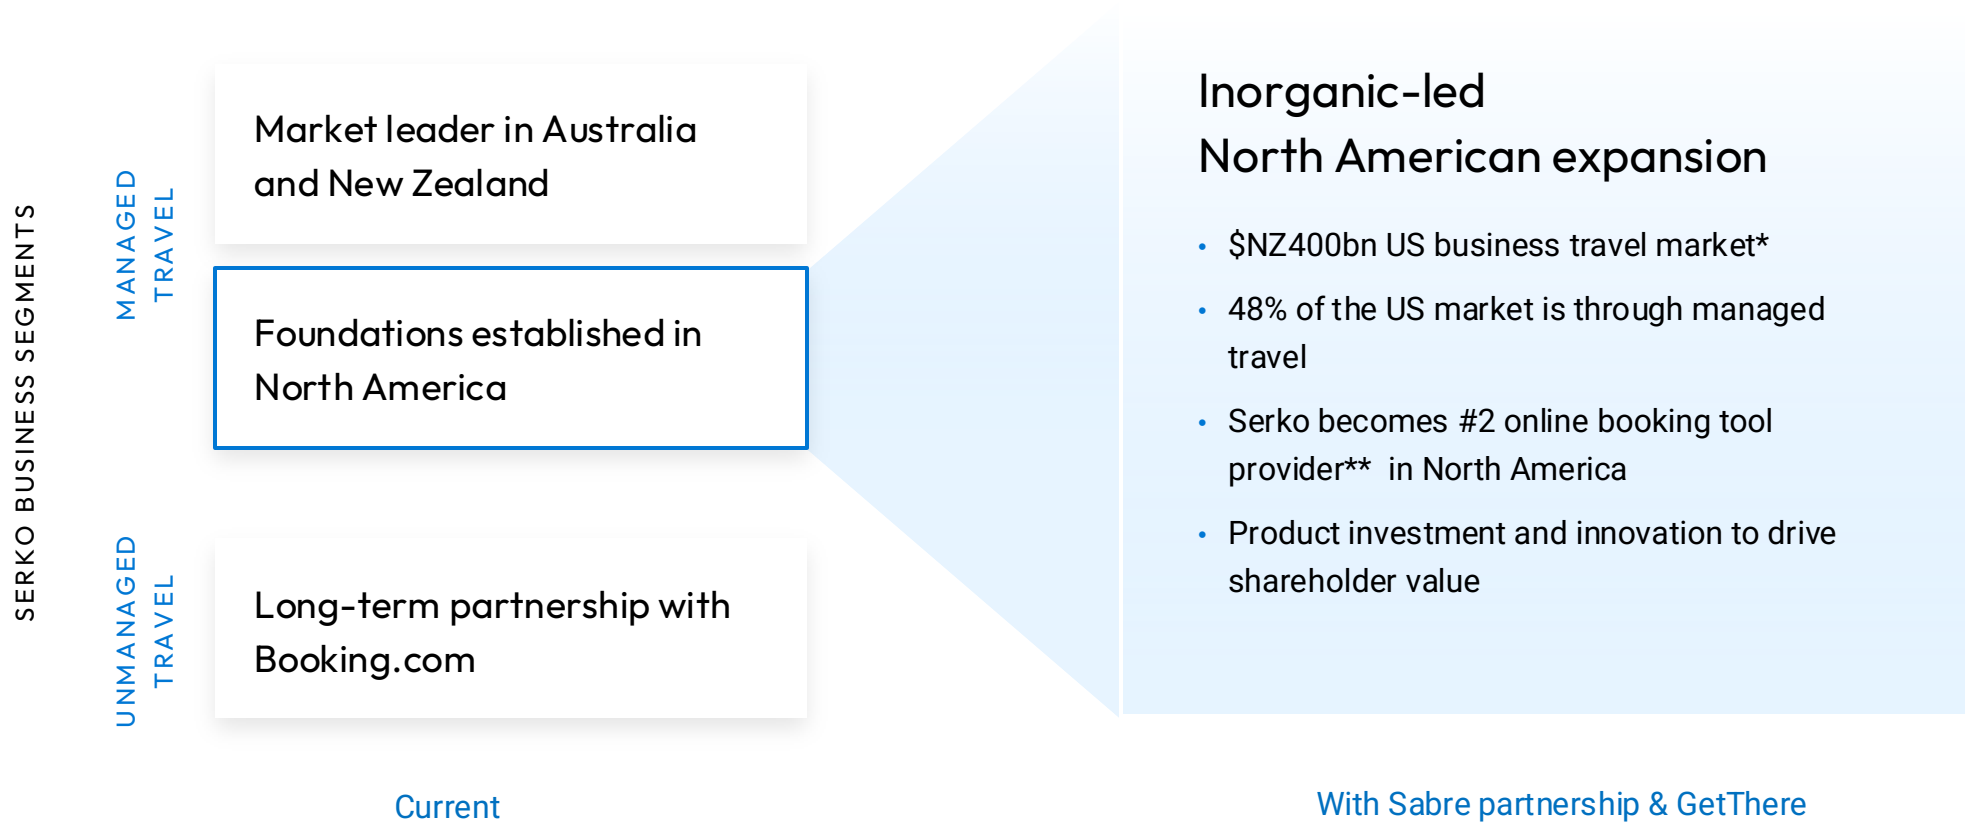 SERKO BUSINESS SEGMENTS
MANAGED
TRAVEL
Market leader in Australia
and New Zealand
Foundations established in
North America
UNMANAGED
TRAVEL
Long-term partnership with
Booking.com
Current
Inorganic-led
North American expansion
• $NZ400bn US business travel market*
• 48% of the US market is through managed
travel
• Serko becomes #2 online booking tool
provider** in North America
• Product investment and innovation to drive
shareholder value
With Sabre partnership & GetThere